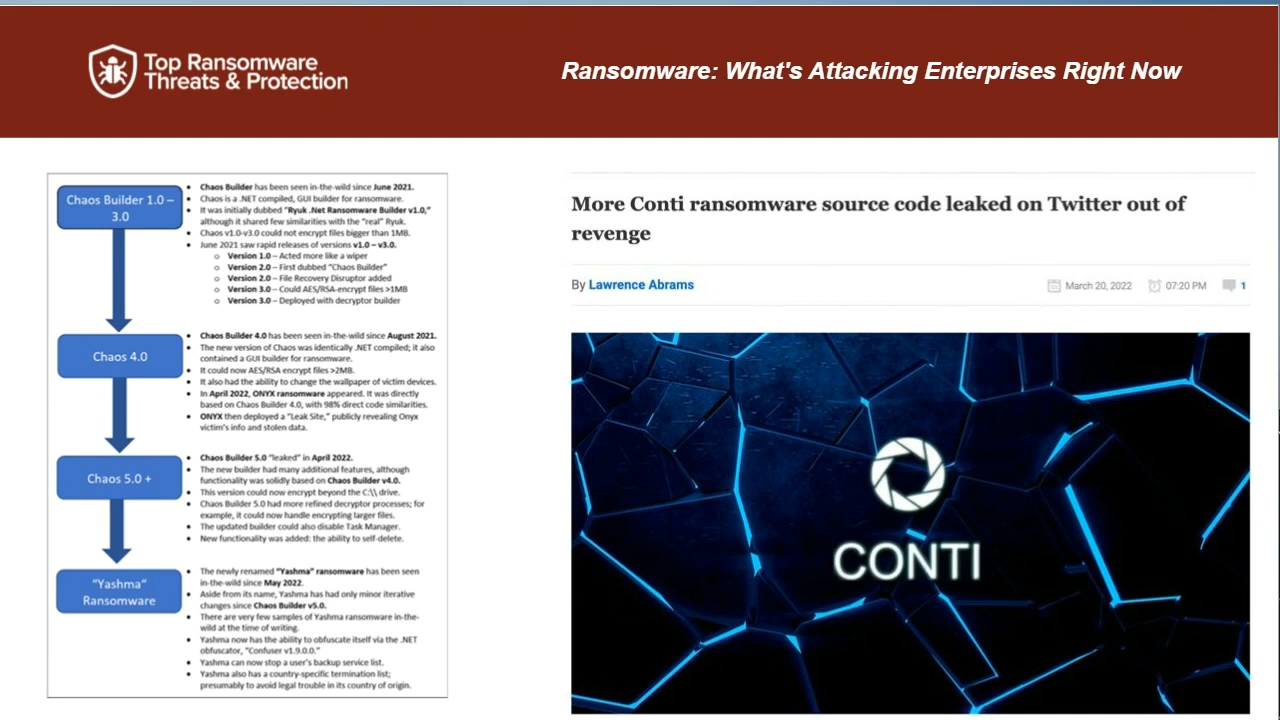 Top Ransomware
Threats & Protection
Ransomware: What's Attacking Enterprises Right Now
Chaos Builder 1.0 –
3.0
• Chaos Builder has been seen in-the-wild since June 2021.
• Chaos is a .NET compiled, GUI builder for ransomware.
• It was initially dubbed "Ryuk .Net Ransomware Builder v1.0,"
although it shared few similarities with the "real" Ryuk.
• Chaos v1.0-v3.0 could not encrypt files bigger than 1MB.
• June 2021 saw rapid releases of versions v1.0 – v3.0.
o Version 1.0 – Acted more like a wiper
o Version 2.0 – First dubbed "Chaos Builder"
o Version 2.0 – File Recovery Disruptor added
o Version 3.0 – Could AES/RSA-encrypt files >1MB
o Version 3.0 – Deployed with decryptor builder
Chaos 4.0
• Chaos Builder 4.0 has been seen in-the-wild since August 2021.
• The new version of Chaos was identically .NET compiled; it also
contained a GUI builder for ransomware.
• It could now AES/RSA encrypt files >2MB.
• It also had the ability to change the wallpaper of victim devices.
• In April 2022, ONYX ransomware appeared. It was directly
based on Chaos Builder 4.0, with 98% direct code similarities.
• ONYX then deployed a "Leak Site," publicly revealing Onyx
victim's info and stolen data.
Chaos 5.0 +
• Chaos Builder 5.0 "leaked" in April 2022.
• The new builder had many additional features, although
functionality was solidly based on Chaos Builder v4.0.
• This version could now encrypt beyond the C:\\ drive.
• Chaos Builder 5.0 had more refined decryptor processes; for
example, it could now handle encrypting larger files.
• The updated builder could also disable Task Manager.
• New functionality was added: the ability to self-delete.
"Yashma"
Ransomware
• The newly renamed "Yashma" ransomware has been seen
in-the-wild since May 2022.
• Aside from its name, Yashma has had only minor iterative
changes since Chaos Builder v5.0.
• There are very few samples of Yashma ransomware in-the-
wild at the time of writing.
• Yashma now has the ability to obfuscate itself via the .NET
obfuscator, "Confuser v1.9.0.0."
• Yashma can now stop a user's backup service list.
• Yashma also has a country-specific termination list;
presumably to avoid legal trouble in its country of origin.
More Conti ransomware source code leaked on Twitter out of
revenge
By Lawrence Abrams
March 20, 2022
07:20 PM
1
CONTI